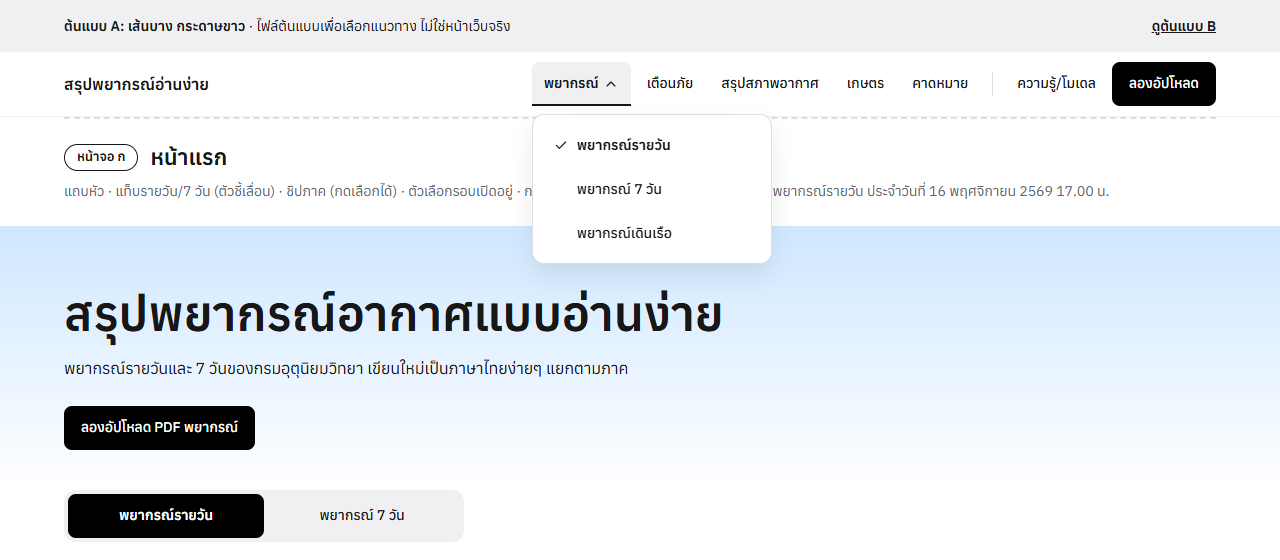 ต้นแบบ A: เส้นบาง กระดาษขาว · ไฟล์ต้นแบบเพื่อเลือกแนวทาง ไม่ใช่หน้าเว็บจริง
ดูต้นแบบ B
สรุปพยากรณ์อ่านง่าย
พยากรณ์
เตือนภัย
สรุปสภาพอากาศ
เกษตร
คาดหมาย
ความรู้/โมเดล
ลองอัปโหลด
พยากรณ์รายวัน
พยากรณ์ 7 วัน
พยากรณ์เดินเรือ
หน้าจอ ก
หน้าแรก
แถบหัว · แท็บรายวัน/7 วัน (ตัวชี้เลื่อน) · ชิปภาค (กดเลือกได้) · ตัวเลือกรอบเปิดอยู่ ·
พยากรณ์รายวัน ประจำวันที่ 16 พฤศจิกายน 2569 17.00 น.
สรุปพยากรณ์อากาศแบบอ่านง่าย
พยากรณ์รายวันและ 7 วันของกรมอุตุนิยมวิทยา เขียนใหม่เป็นภาษาไทยง่ายๆ แยกตามภาค
ลองอัปโหลด PDF พยากรณ์
พยากรณ์รายวัน
พยากรณ์ 7 วัน